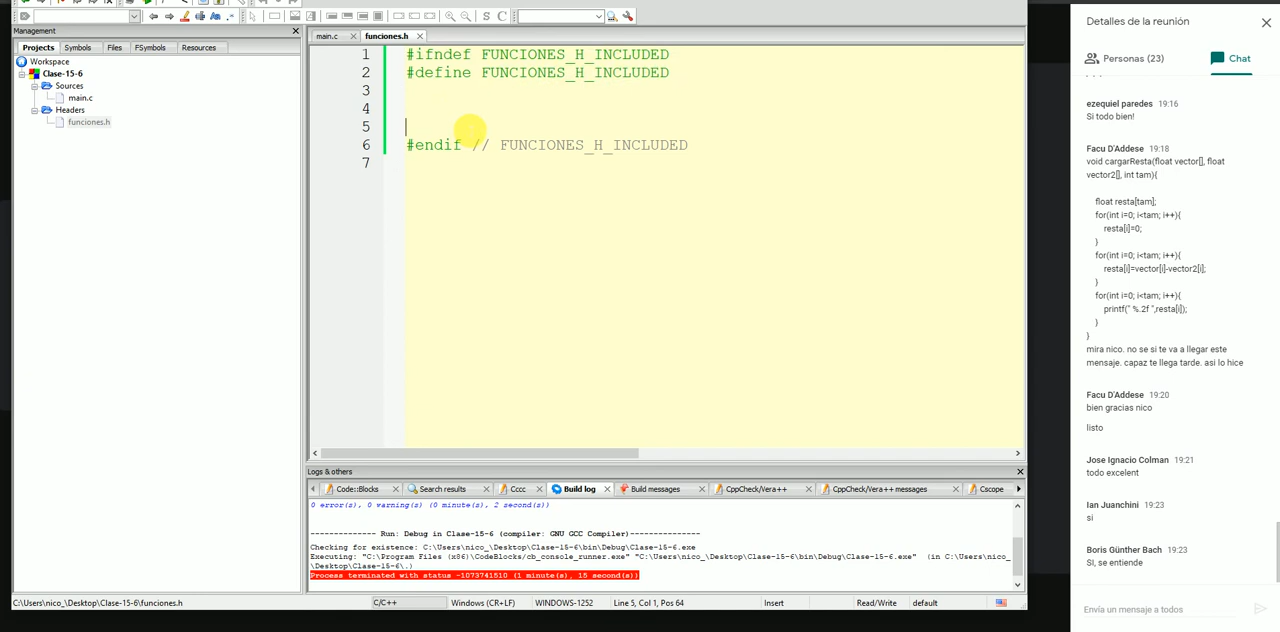 Management
Projects Symbols Files FSymbols Resources
Workspace
Clase-15-6
Sources
main.c
Headers
funciones.h
main.c funciones.h
1 #ifndef FUNCIONES_H_INCLUDED
2 #define FUNCIONES_H_INCLUDED
3
4
5
6 #endif // FUNCIONES_H_INCLUDED
7
Logs & others
Code::Blocks Search results Cccc Build log Build messages CppCheck/Vera++ CppCheck/Vera++ messages Cscope
0 error(s), 0 warning(s) (0 minute(s), 2 second(s))
-------------- Run: Debug in Clase-15-6 (compiler: GNU GCC Compiler)---------------
Checking for existence: C:\Users\nico_\Desktop\Clase-15-6\bin\Debug\Clase-15-6.exe
Executing: "C:\Program Files (x86)\CodeBlocks/cb_console_runner.exe" "C:\Users\nico_\Desktop\Clase-15-6\bin\Debug\Clase-15-6.exe" (in C:\Users\nico_
\Desktop\Clase-15-6\.)
Process terminated with status -1073741510 (1 minute(s), 15 second(s))
C:\Users\nico_\Desktop\Clase-15-6\funciones.h C/C++ Windows (CR+LF) WINDOWS-1252 Line 5, Col 1, Pos 64 Insert Read/Write default
Detalles de la reunión
Personas (23) Chat
ezequiel paredes 19:16
Si todo bien!
Facu D'Addese 19:18
void cargarResta(float vector[], float
vector2[], int tam){
float resta[tam];
for(int i=0; i<tam; i++){
resta[i]=0;
}
for(int i=0; i<tam; i++){
resta[i]=vector[i]-vector2[i];
}
for(int i=0; i<tam; i++){
printf(" %.2f ",resta[i]);
}
}
mira nico. no se si te va a llegar este
mensaje. capaz te llega tarde. asi lo hice
Facu D'Addese 19:20
bien gracias nico
listo
Jose Ignacio Colman 19:21
todo excelent
Ian Juanchini 19:23
si
Boris Günther Bach 19:23
SI, se entiende
Envía un mensaje a todos